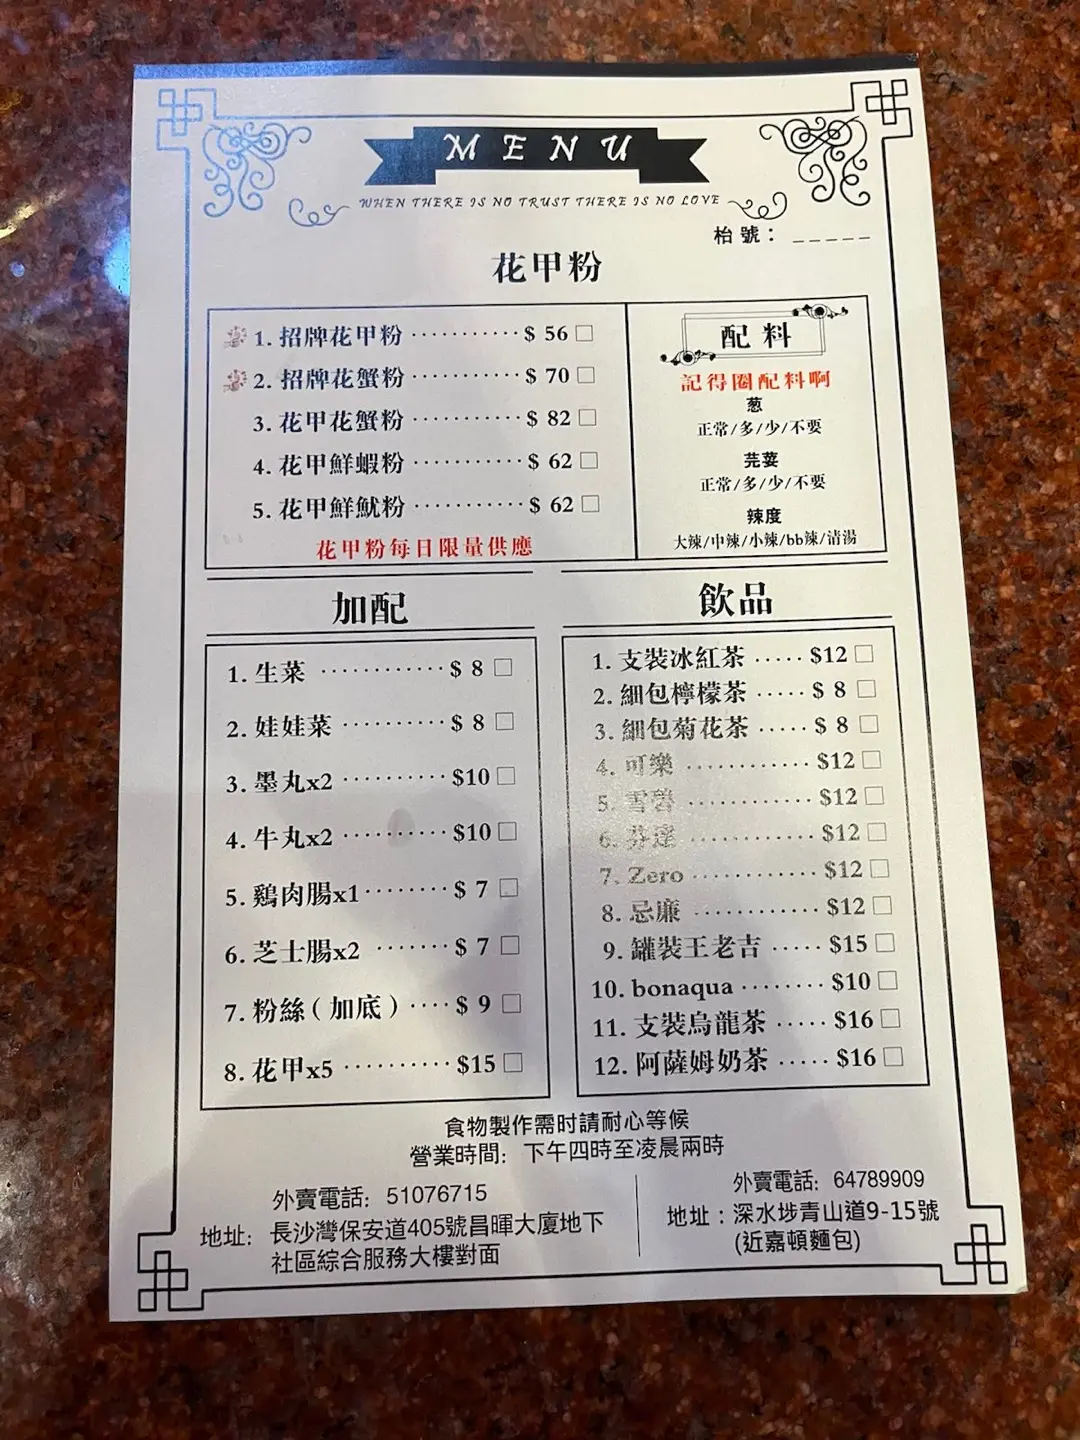 MENU
WHEN THERE IS NO TRUST THERE IS NO LOVE
枱號： _ _ _ _ _
花甲粉
1. 招牌花甲粉 ··········· $ 56 □
2. 招牌花蟹粉 ··········· $ 70 □
3. 花甲花蟹粉 ··········· $ 82 □
4. 花甲鮮蝦粉 ··········· $ 62 □
5. 花甲鮮魷粉 ··········· $ 62 □
花甲粉每日限量供應
配料
記得圈配料啊
葱
正常/多/少/不要
芫荽
正常/多/少/不要
辣度
大辣/中辣/小辣/bb辣/清湯
加配
1. 生菜 ············ $ 8 □
2. 娃娃菜 ·········· $ 8 □
3. 墨丸x2 ·········· $10 □
4. 牛丸x2 ·········· $10 □
5. 鷄肉腸x1 ········ $ 7 □
6. 芝士腸x2 ······· $ 7 □
7. 粉絲（加底） ···· $ 9 □
8. 花甲x5 ·········· $15 □
飲品
1. 支裝冰紅茶 ····· $12 □
2. 細包檸檬茶 ····· $ 8 □
3. 細包菊花茶 ····· $ 8 □
4. 可樂 ············ $12 □
5. 雪碧 ············ $12 □
6. 芬達 ············ $12 □
7. Zero ············ $12 □
8. 忌廉 ············ $12 □
9. 罐裝王老吉 ····· $15 □
10. bonaqua ········ $10 □
11. 支裝烏龍茶 ····· $16 □
12. 阿薩姆奶茶 ····· $16 □
食物製作需时請耐心等候
營業時間：下午四時至凌晨兩時
外賣電話：51076715
地址：長沙灣保安道405號昌暉大廈地下
社區綜合服務大樓對面
外賣電話：64789909
地址：深水埗青山道9-15號
(近嘉頓麵包)